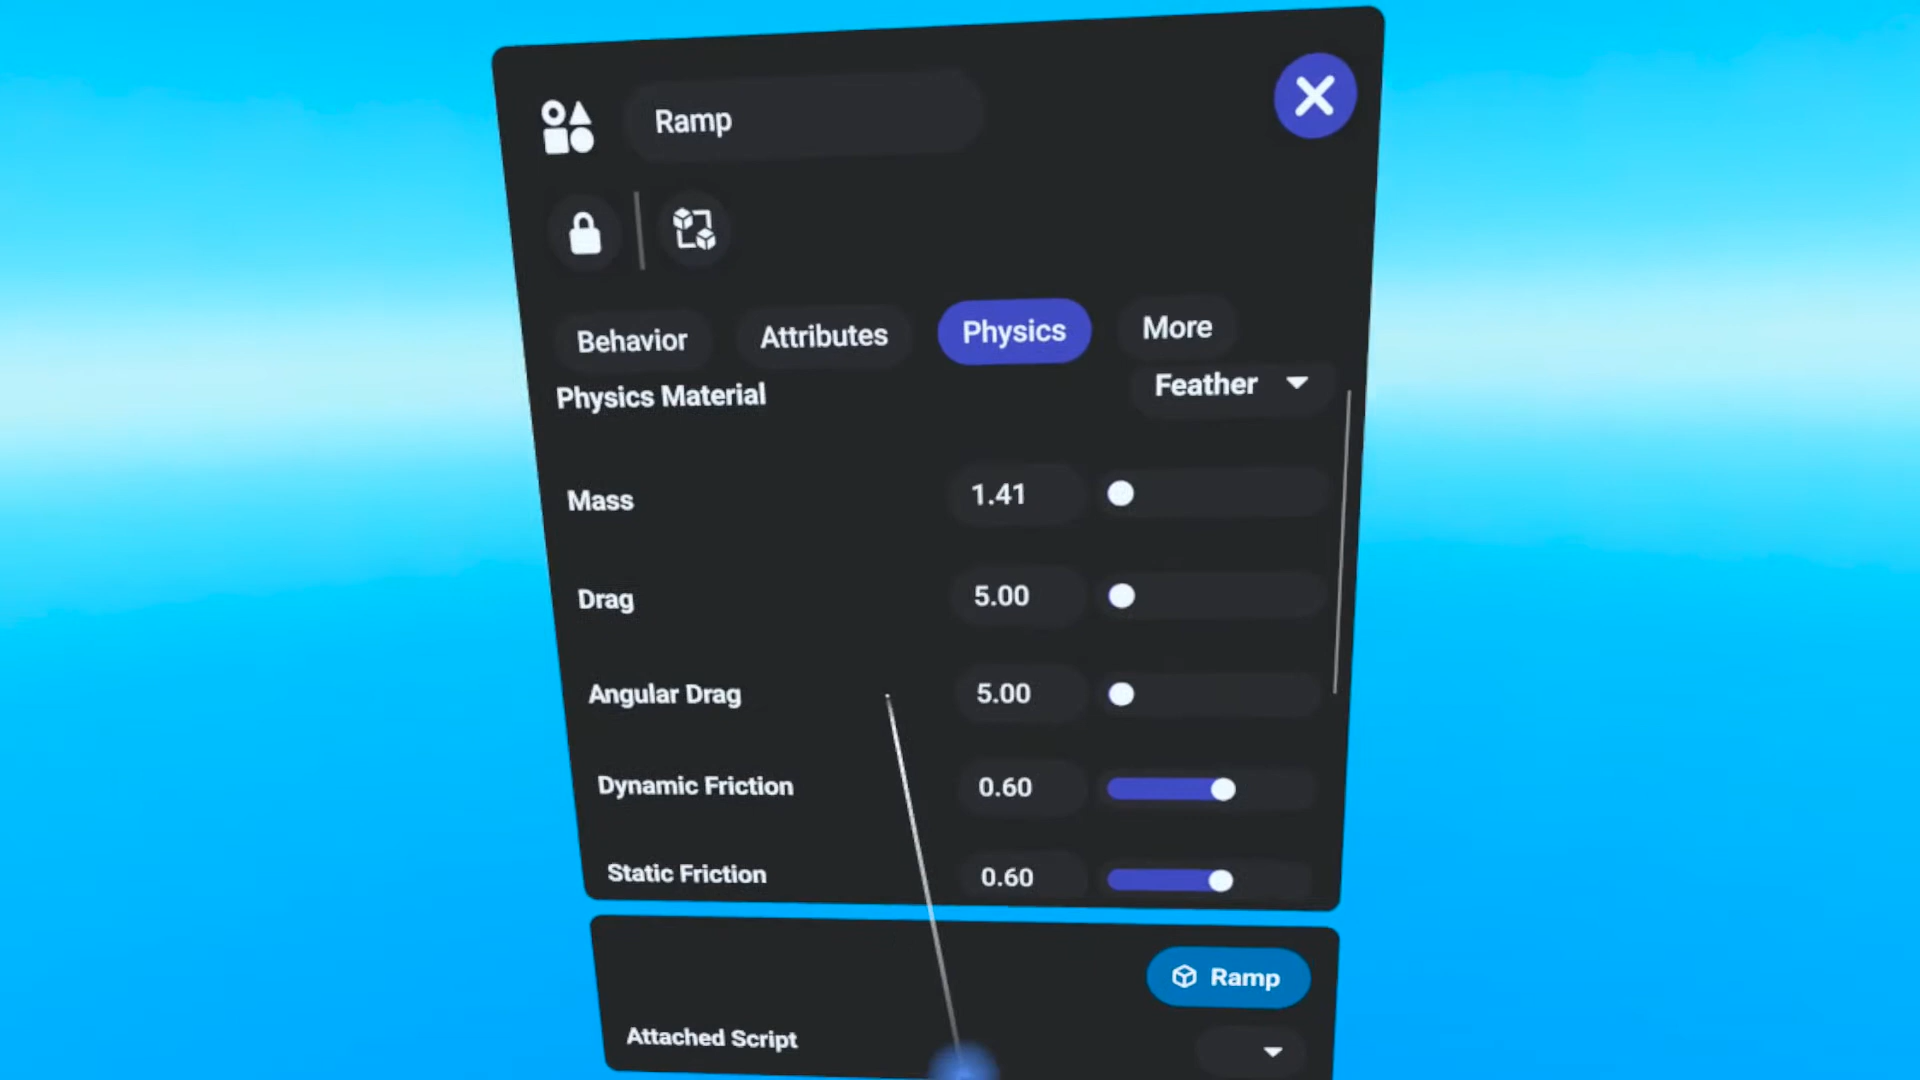 Ramp
Behavior Attributes Physics More
Physics Material Feather
Mass 1.41
Drag 5.00
Angular Drag 5.00
Dynamic Friction 0.60
Static Friction 0.60
Ramp
Attached Script